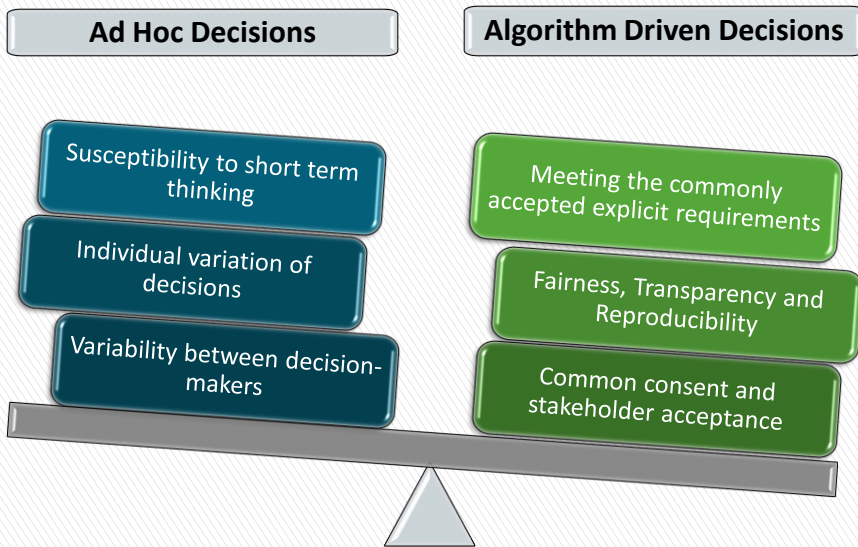 Ad Hoc Decisions
Algorithm Driven Decisions
Susceptibility to short term
thinking
Individual variation of
decisions
Variability between decision-
makers
Meeting the commonly
accepted explicit requirements
Fairness, Transparency and
Reproducibility
Common consent and
stakeholder acceptance